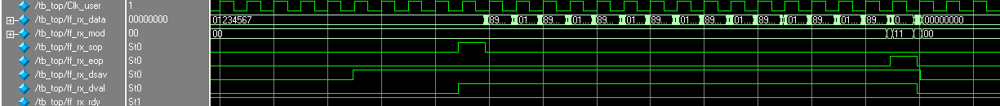 /tb_top/Clk_user 1
/tb_top/ff_rx_data 00000000 01234567 89... 01... 89... 01... 89... 01... 89... 01... 89... 01... 89... 01... 89... 01... 89... 0... 00000000
/tb_top/ff_rx_mod 00 00 11 00
/tb_top/ff_rx_sop St0
/tb_top/ff_rx_eop St0
/tb_top/ff_rx_dsav St0
/tb_top/ff_rx_dval St0
/tb_top/ff_rx_rdy St1